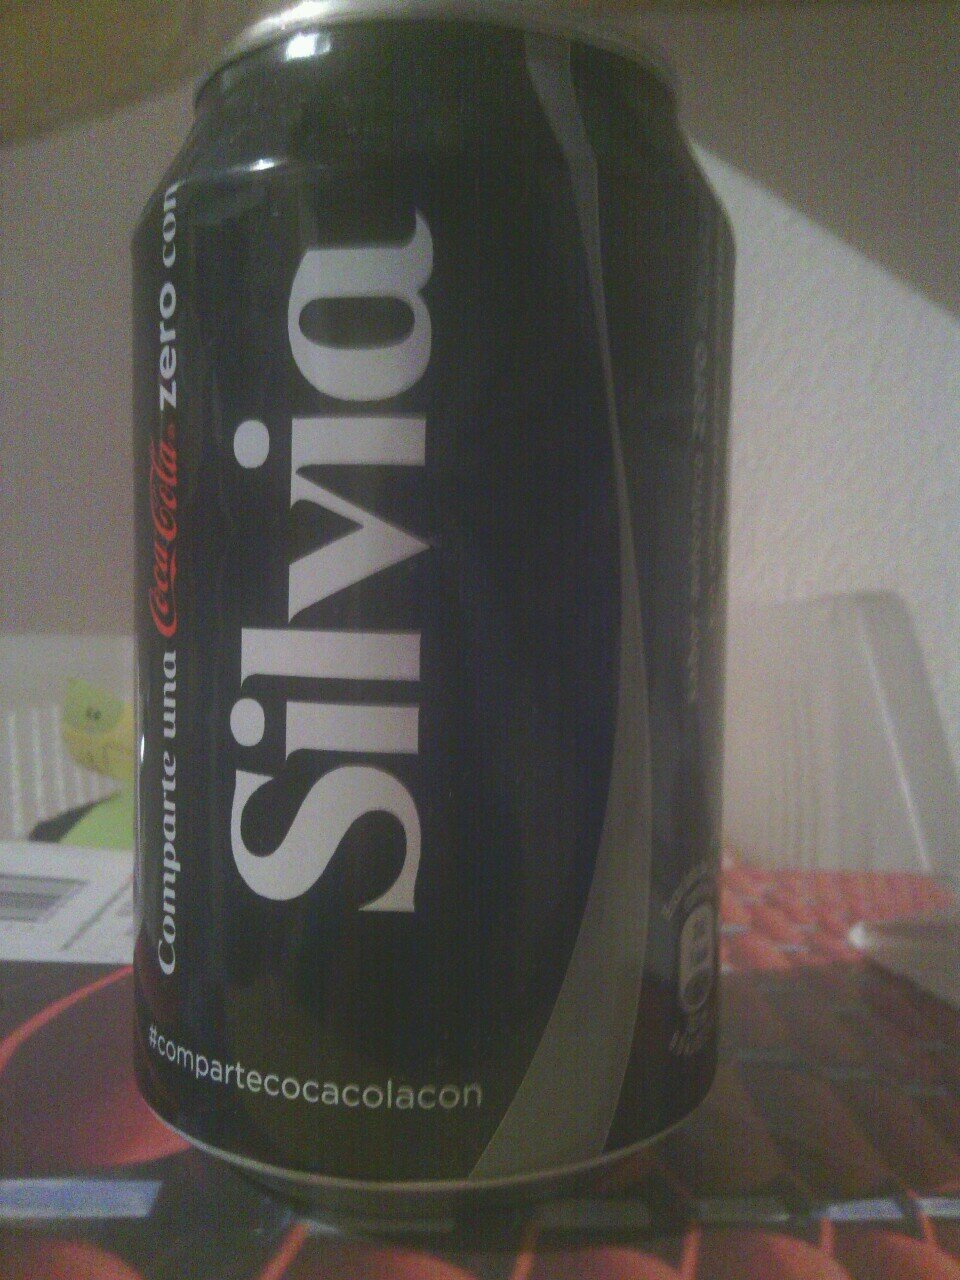 Comparte una Coca-Cola® zero con
Silvia
#compartecocacolacon